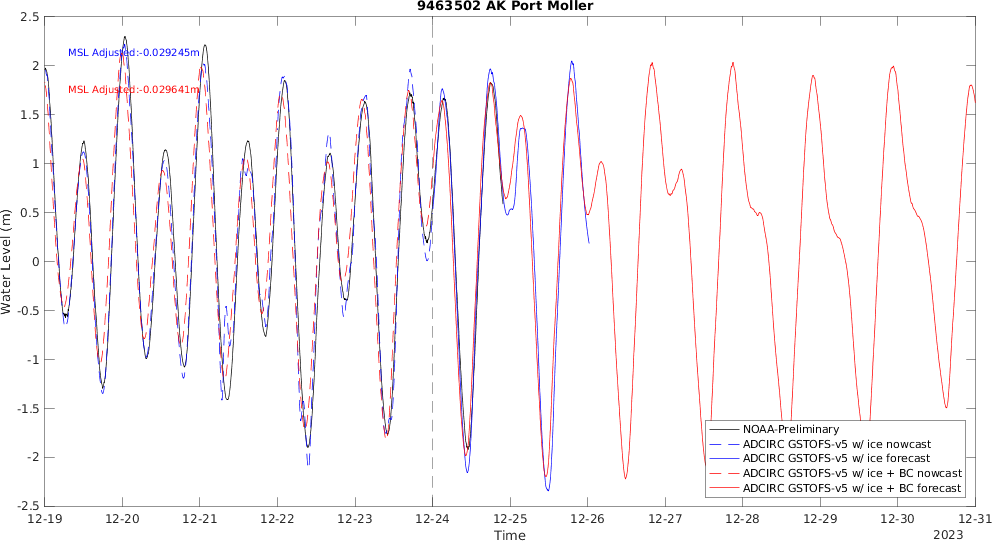 9463502 AK Port Moller
MSL Adjusted:-0.029245m
MSL Adjusted:-0.029641m
2.5
2
1.5
1
0.5
0
-0.5
-1
-1.5
-2
-2.5
Water Level (m)
NOAA-Preliminary
ADCIRC GSTOFS-v5 w/ ice nowcast
ADCIRC GSTOFS-v5 w/ ice forecast
ADCIRC GSTOFS-v5 w/ ice + BC nowcast
ADCIRC GSTOFS-v5 w/ ice + BC forecast
12-19 12-20 12-21 12-22 12-23 12-24 12-25 12-26 12-27 12-28 12-29 12-30 12-31
Time
2023